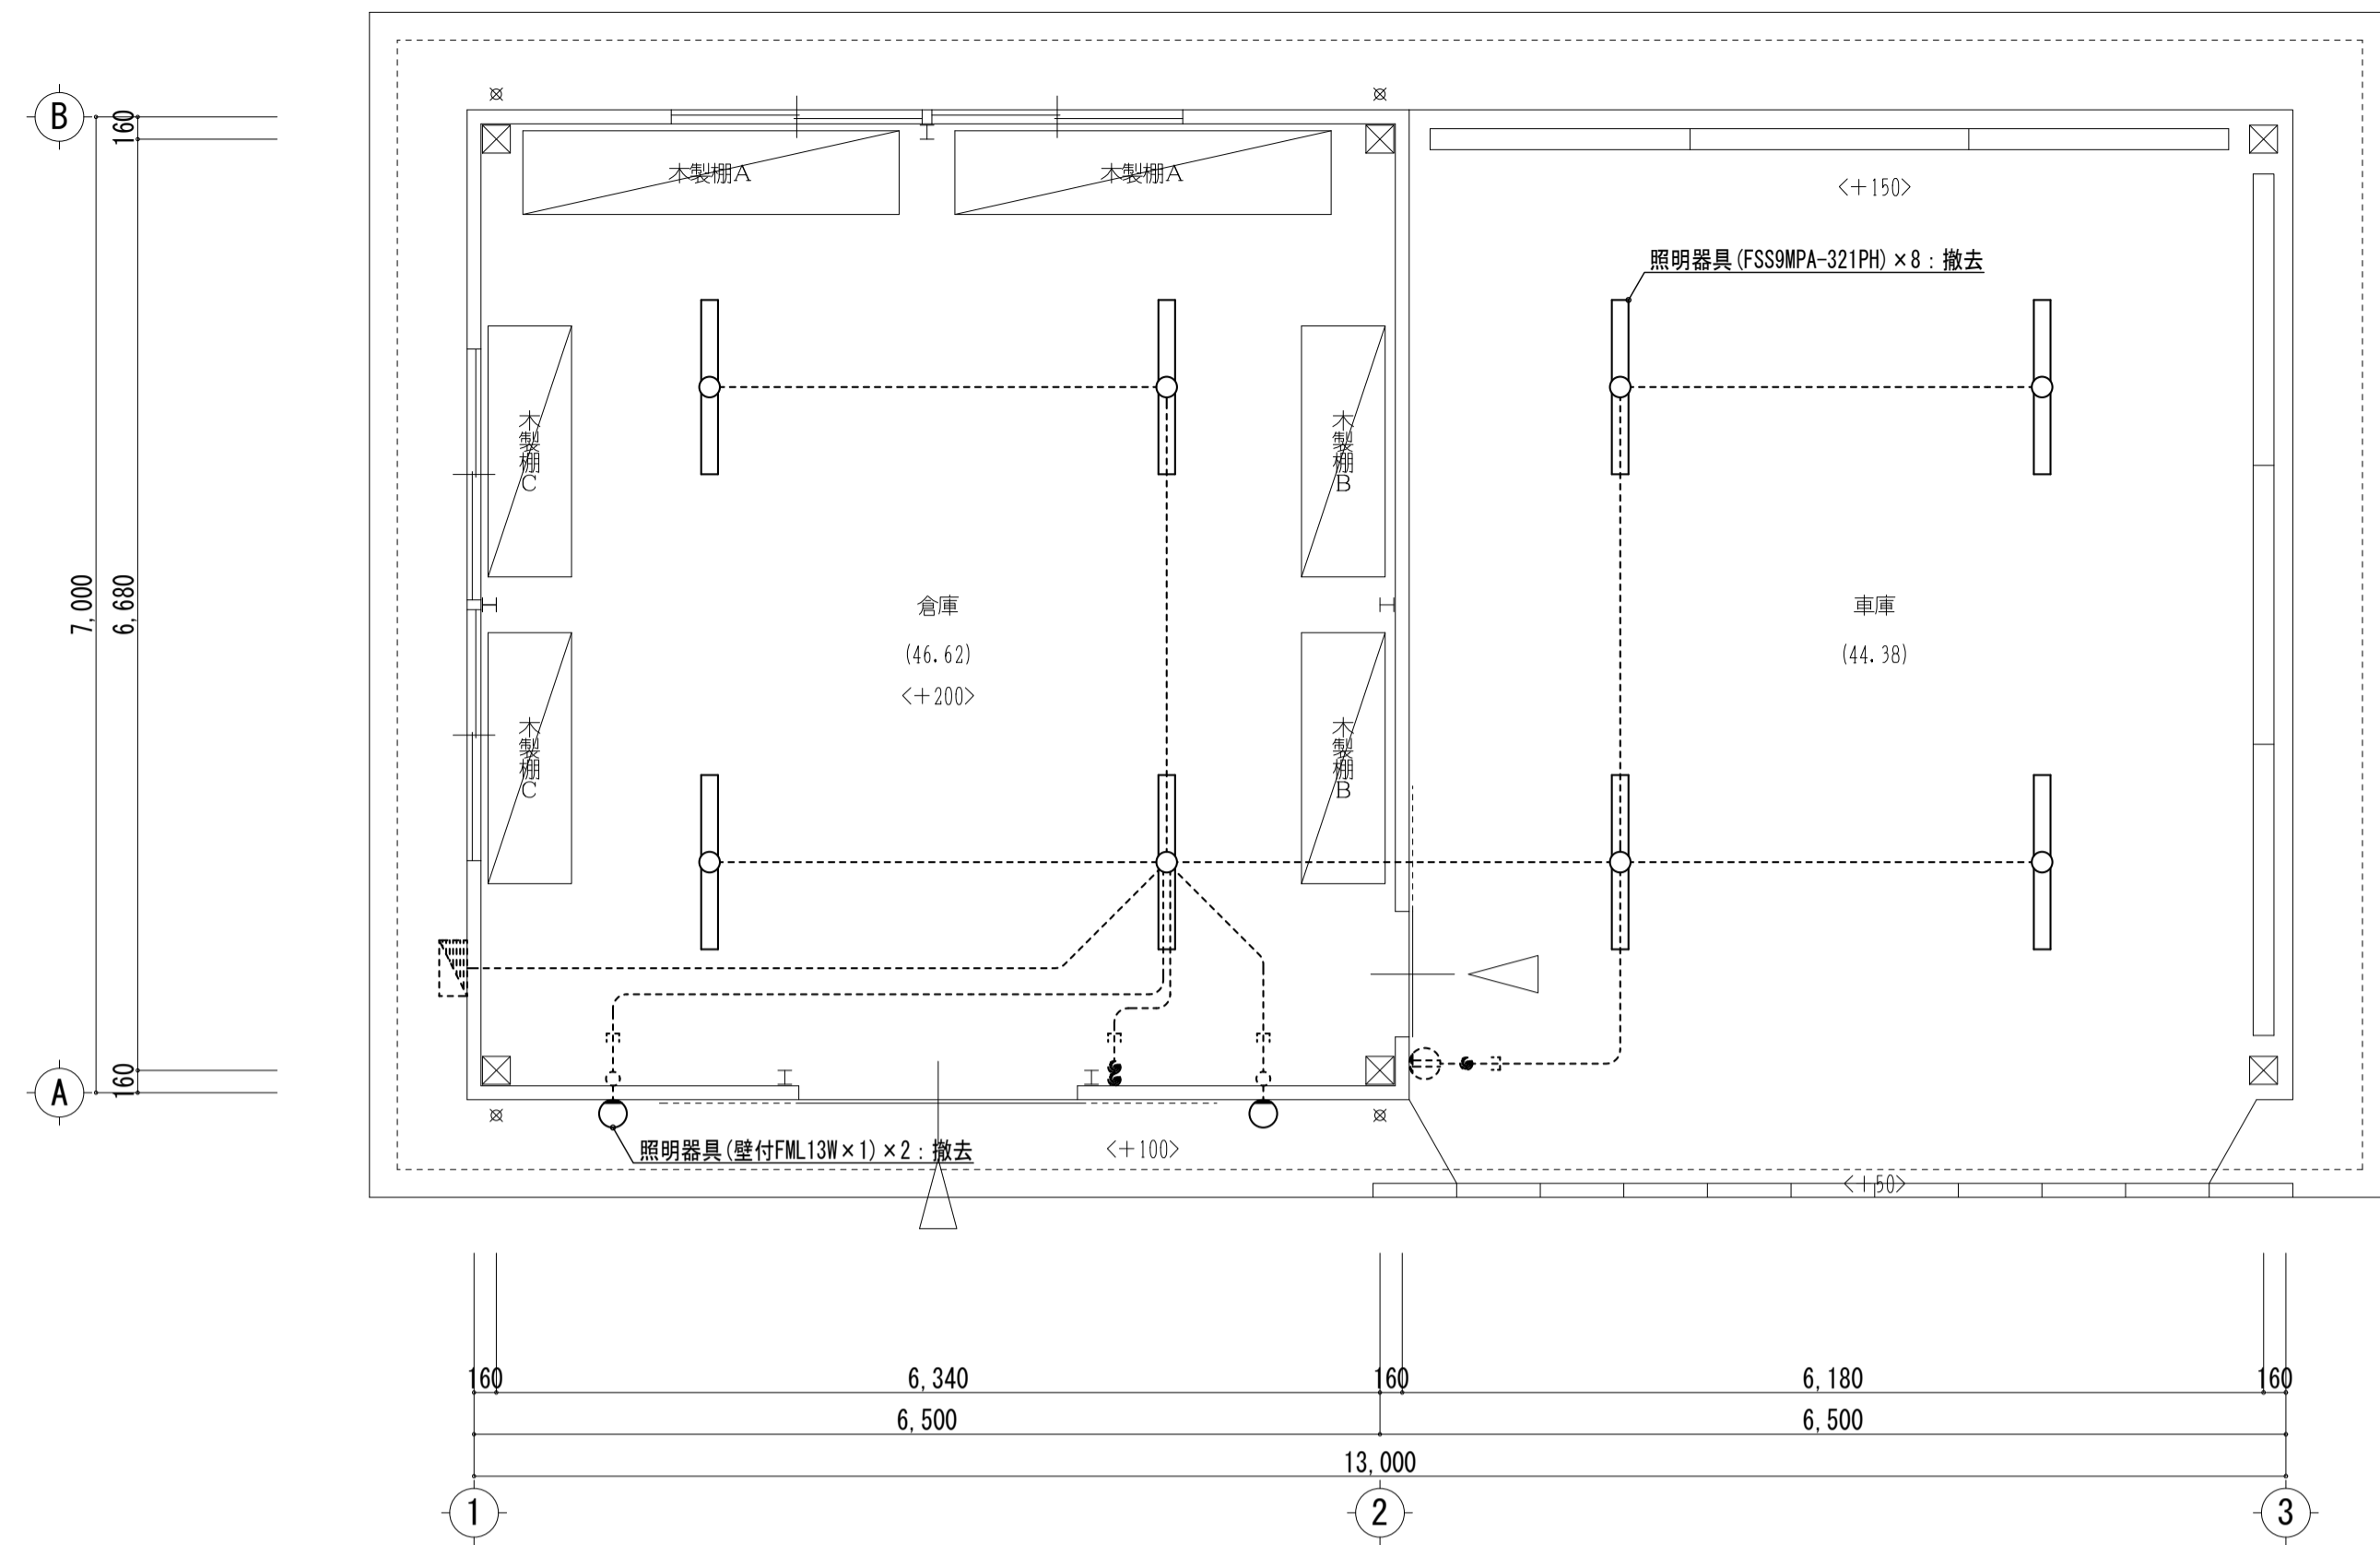 B
160
木製棚A
木製棚A
<+150>
照明器具(FSS9MPA-321PH)×8:撤去
木製棚C
木製棚B
7,000
6,680
倉庫
(46.62)
<+200>
車庫
(44.38)
木製棚C
木製棚B
A
160
照明器具(壁付FML13W×1)×2:撤去
<+100>
<+50>
160
6,340
160
6,180
160
6,500
6,500
13,000
1
2
3